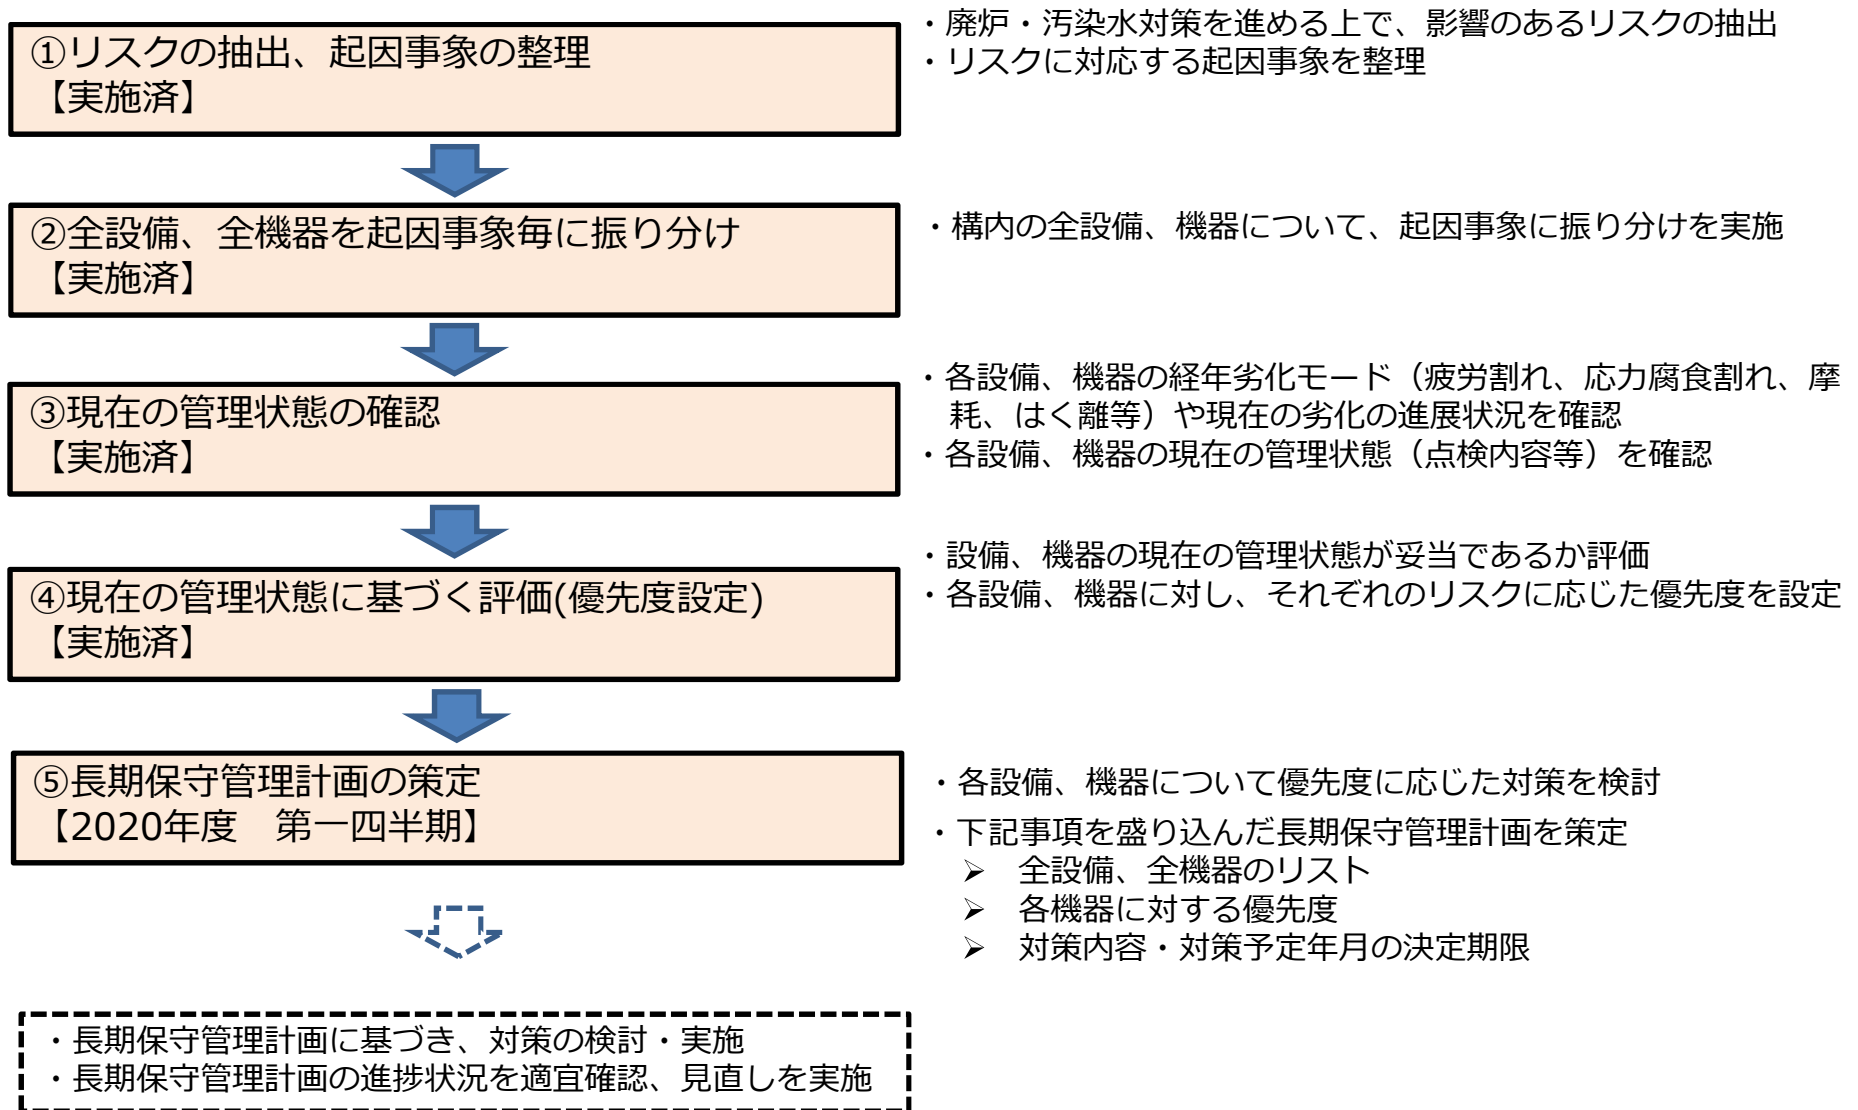 ①リスクの抽出、起因事象の整理
【実施済】
・廃炉・汚染水対策を進める上で、影響のあるリスクの抽出
・リスクに対応する起因事象を整理
②全設備、全機器を起因事象毎に振り分け
【実施済】
・構内の全設備、機器について、起因事象に振り分けを実施
③現在の管理状態の確認
【実施済】
・各設備、機器の経年劣化モード（疲労割れ、応力腐食割れ、摩
耗、はく離等）や現在の劣化の進展状況を確認
・各設備、機器の現在の管理状態（点検内容等）を確認
④現在の管理状態に基づく評価(優先度設定)
【実施済】
・設備、機器の現在の管理状態が妥当であるか評価
・各設備、機器に対し、それぞれのリスクに応じた優先度を設定
⑤長期保守管理計画の策定
【2020年度　第一四半期】
・各設備、機器について優先度に応じた対策を検討
・下記事項を盛り込んだ長期保守管理計画を策定
➢ 全設備、全機器のリスト
➢ 各機器に対する優先度
➢ 対策内容・対策予定年月の決定期限
・長期保守管理計画に基づき、対策の検討・実施
・長期保守管理計画の進捗状況を適宜確認、見直しを実施